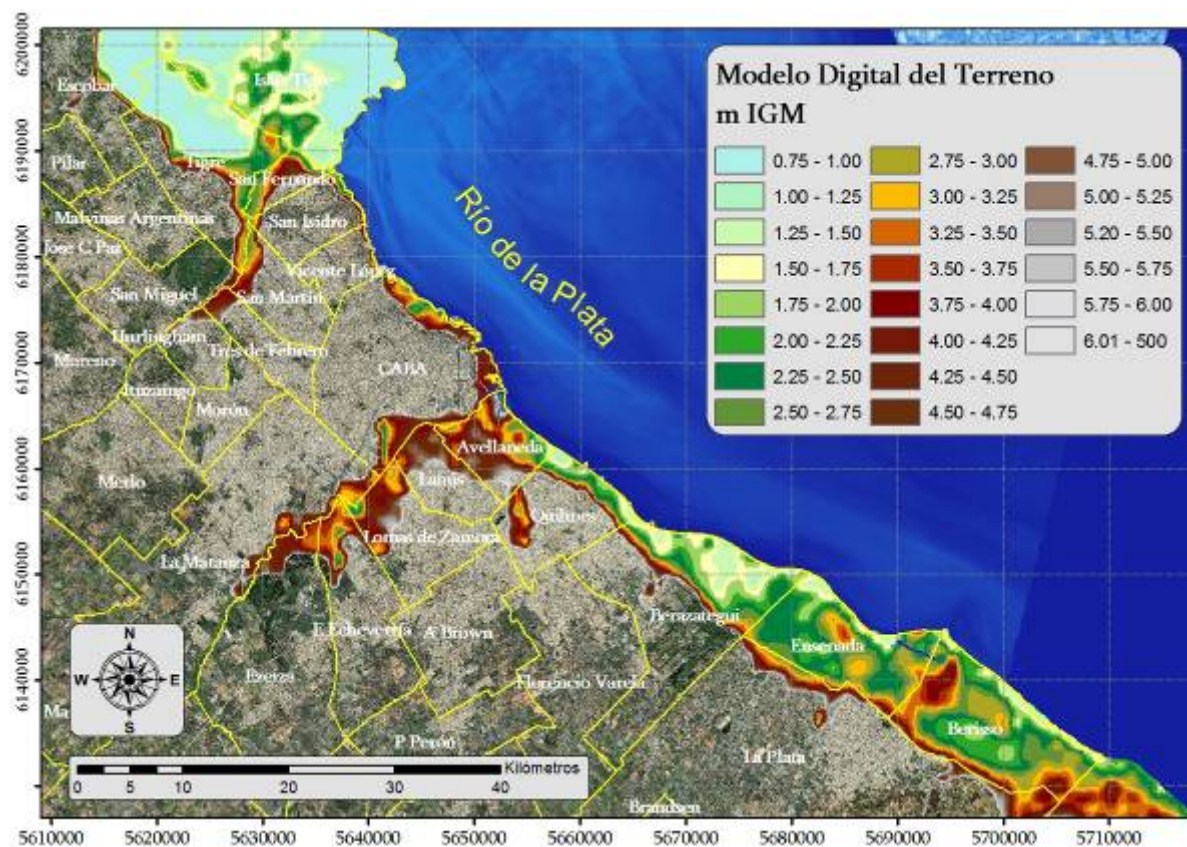 Modelo Digital del Terreno
m IGM
0.75 - 1.00
1.00 - 1.25
1.25 - 1.50
1.50 - 1.75
1.75 - 2.00
2.00 - 2.25
2.25 - 2.50
2.50 - 2.75
2.75 - 3.00
3.00 - 3.25
3.25 - 3.50
3.50 - 3.75
3.75 - 4.00
4.00 - 4.25
4.25 - 4.50
4.50 - 4.75
4.75 - 5.00
5.00 - 5.25
5.20 - 5.50
5.50 - 5.75
5.75 - 6.00
6.01 - 500
Río de la Plata
Escobar
Pilar
Tigre
San Fernando
Malvinas Argentinas
San Isidro
Jose C Paz
Vicente López
San Miguel
San Martín
Hurlingham
Tres de Febrero
Moreno
Ituzaingo
CABA
Morón
Avellaneda
Merlo
Lanús
Quilmes
Lomas de Zamora
La Matanza
Berazategui
E Echeverría
A Brown
Ensenada
Ezeiza
Florencio Varela
Berisso
P Perón
La Plata
Brandsen
N
W
E
S
Kilómetros
0 5 10 20 30 40
6200000
6190000
6180000
6170000
6160000
6150000
6140000
5610000 5620000 5630000 5640000 5650000 5660000 5670000 5680000 5690000 5700000 5710000